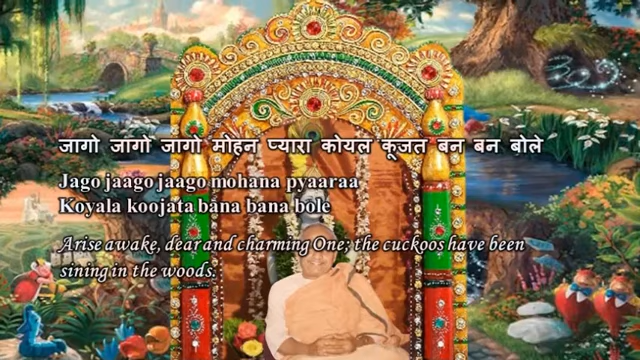 जागो जागो जागो मोहन प्यारा कोयल कूजत बन बन बोले
Jago jaago jaago mohana pyaaraa
Koyala koojata bana bana bole
Arise awake, dear and charming One; the cuckoos have been
sining in the woods.